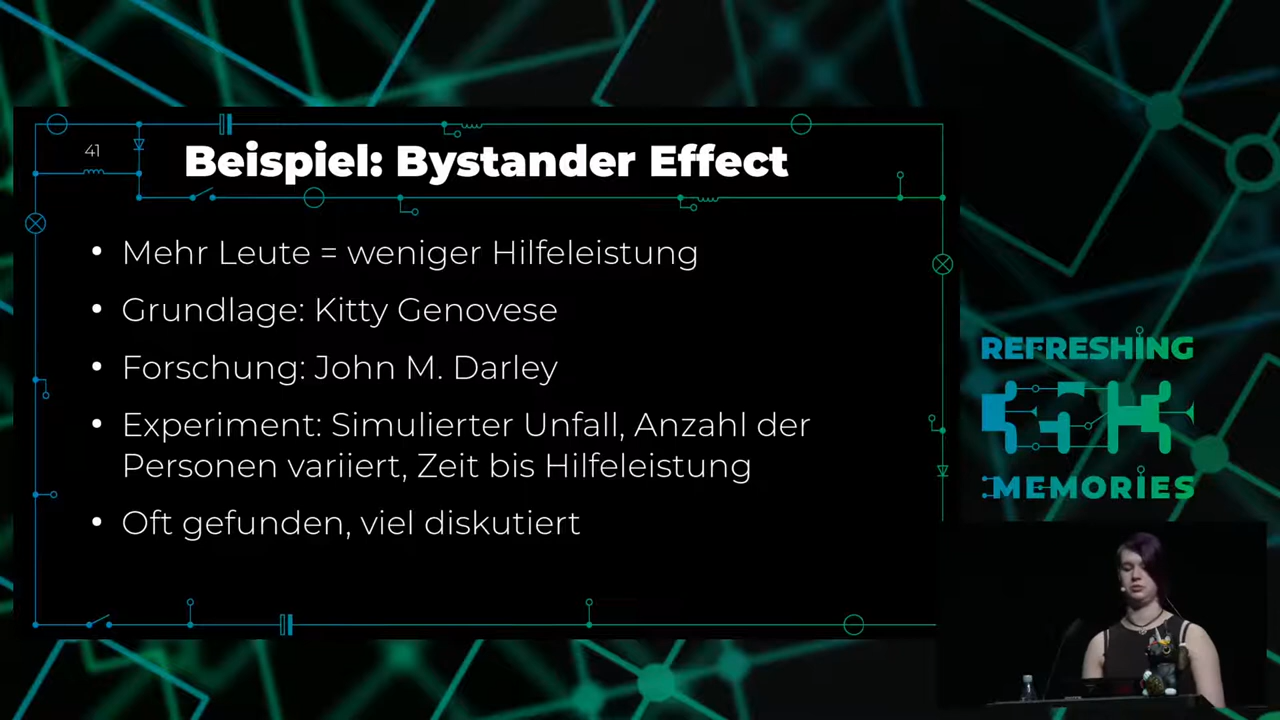 41
Beispiel: Bystander Effect
• Mehr Leute = weniger Hilfeleistung
• Grundlage: Kitty Genovese
• Forschung: John M. Darley
• Experiment: Simulierter Unfall, Anzahl der
Personen variiert, Zeit bis Hilfeleistung
• Oft gefunden, viel diskutiert
REFRESHING
MEMORIES